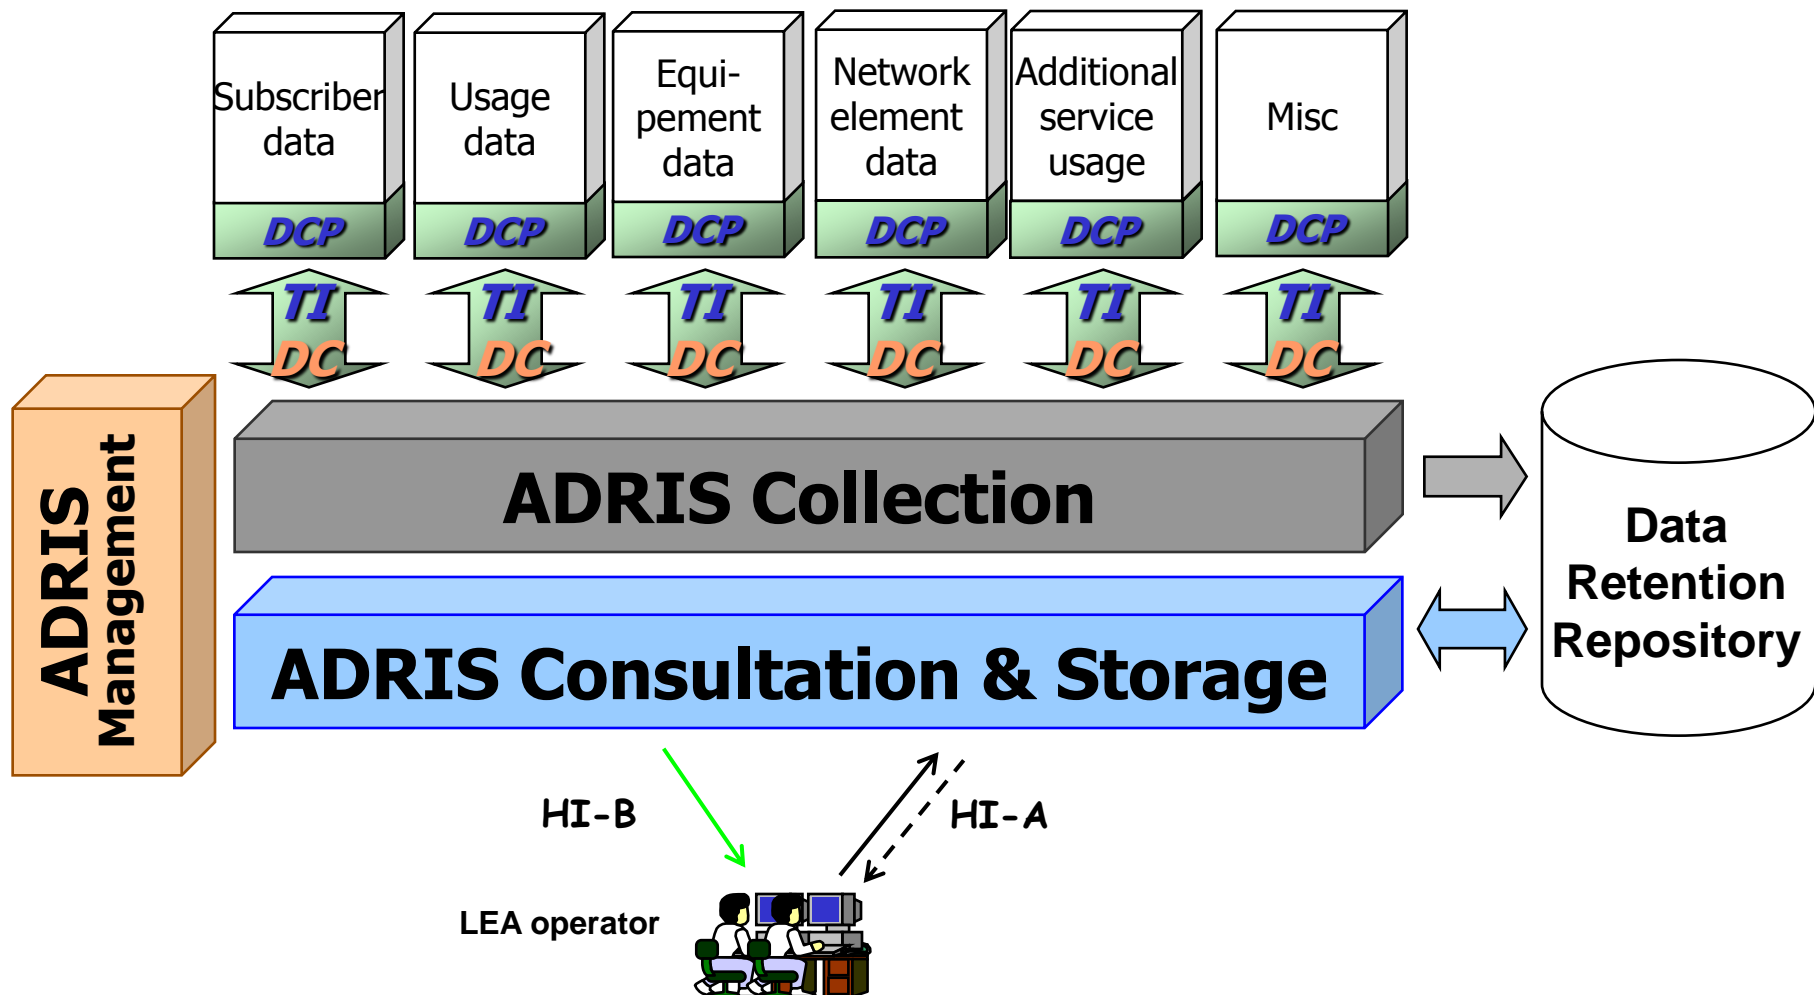 Subscriber
data
Usage
data
Equi-
pement
data
Network
element
data
Additional
service
usage
Misc
DCP
DCP
DCP
DCP
DCP
DCP
TI
TI
TI
TI
TI
TI
DC
DC
DC
DC
DC
DC
ADRIS
Management
ADRIS Collection
ADRIS Consultation & Storage
Data
Retention
Repository
HI-B
HI-A
LEA operator